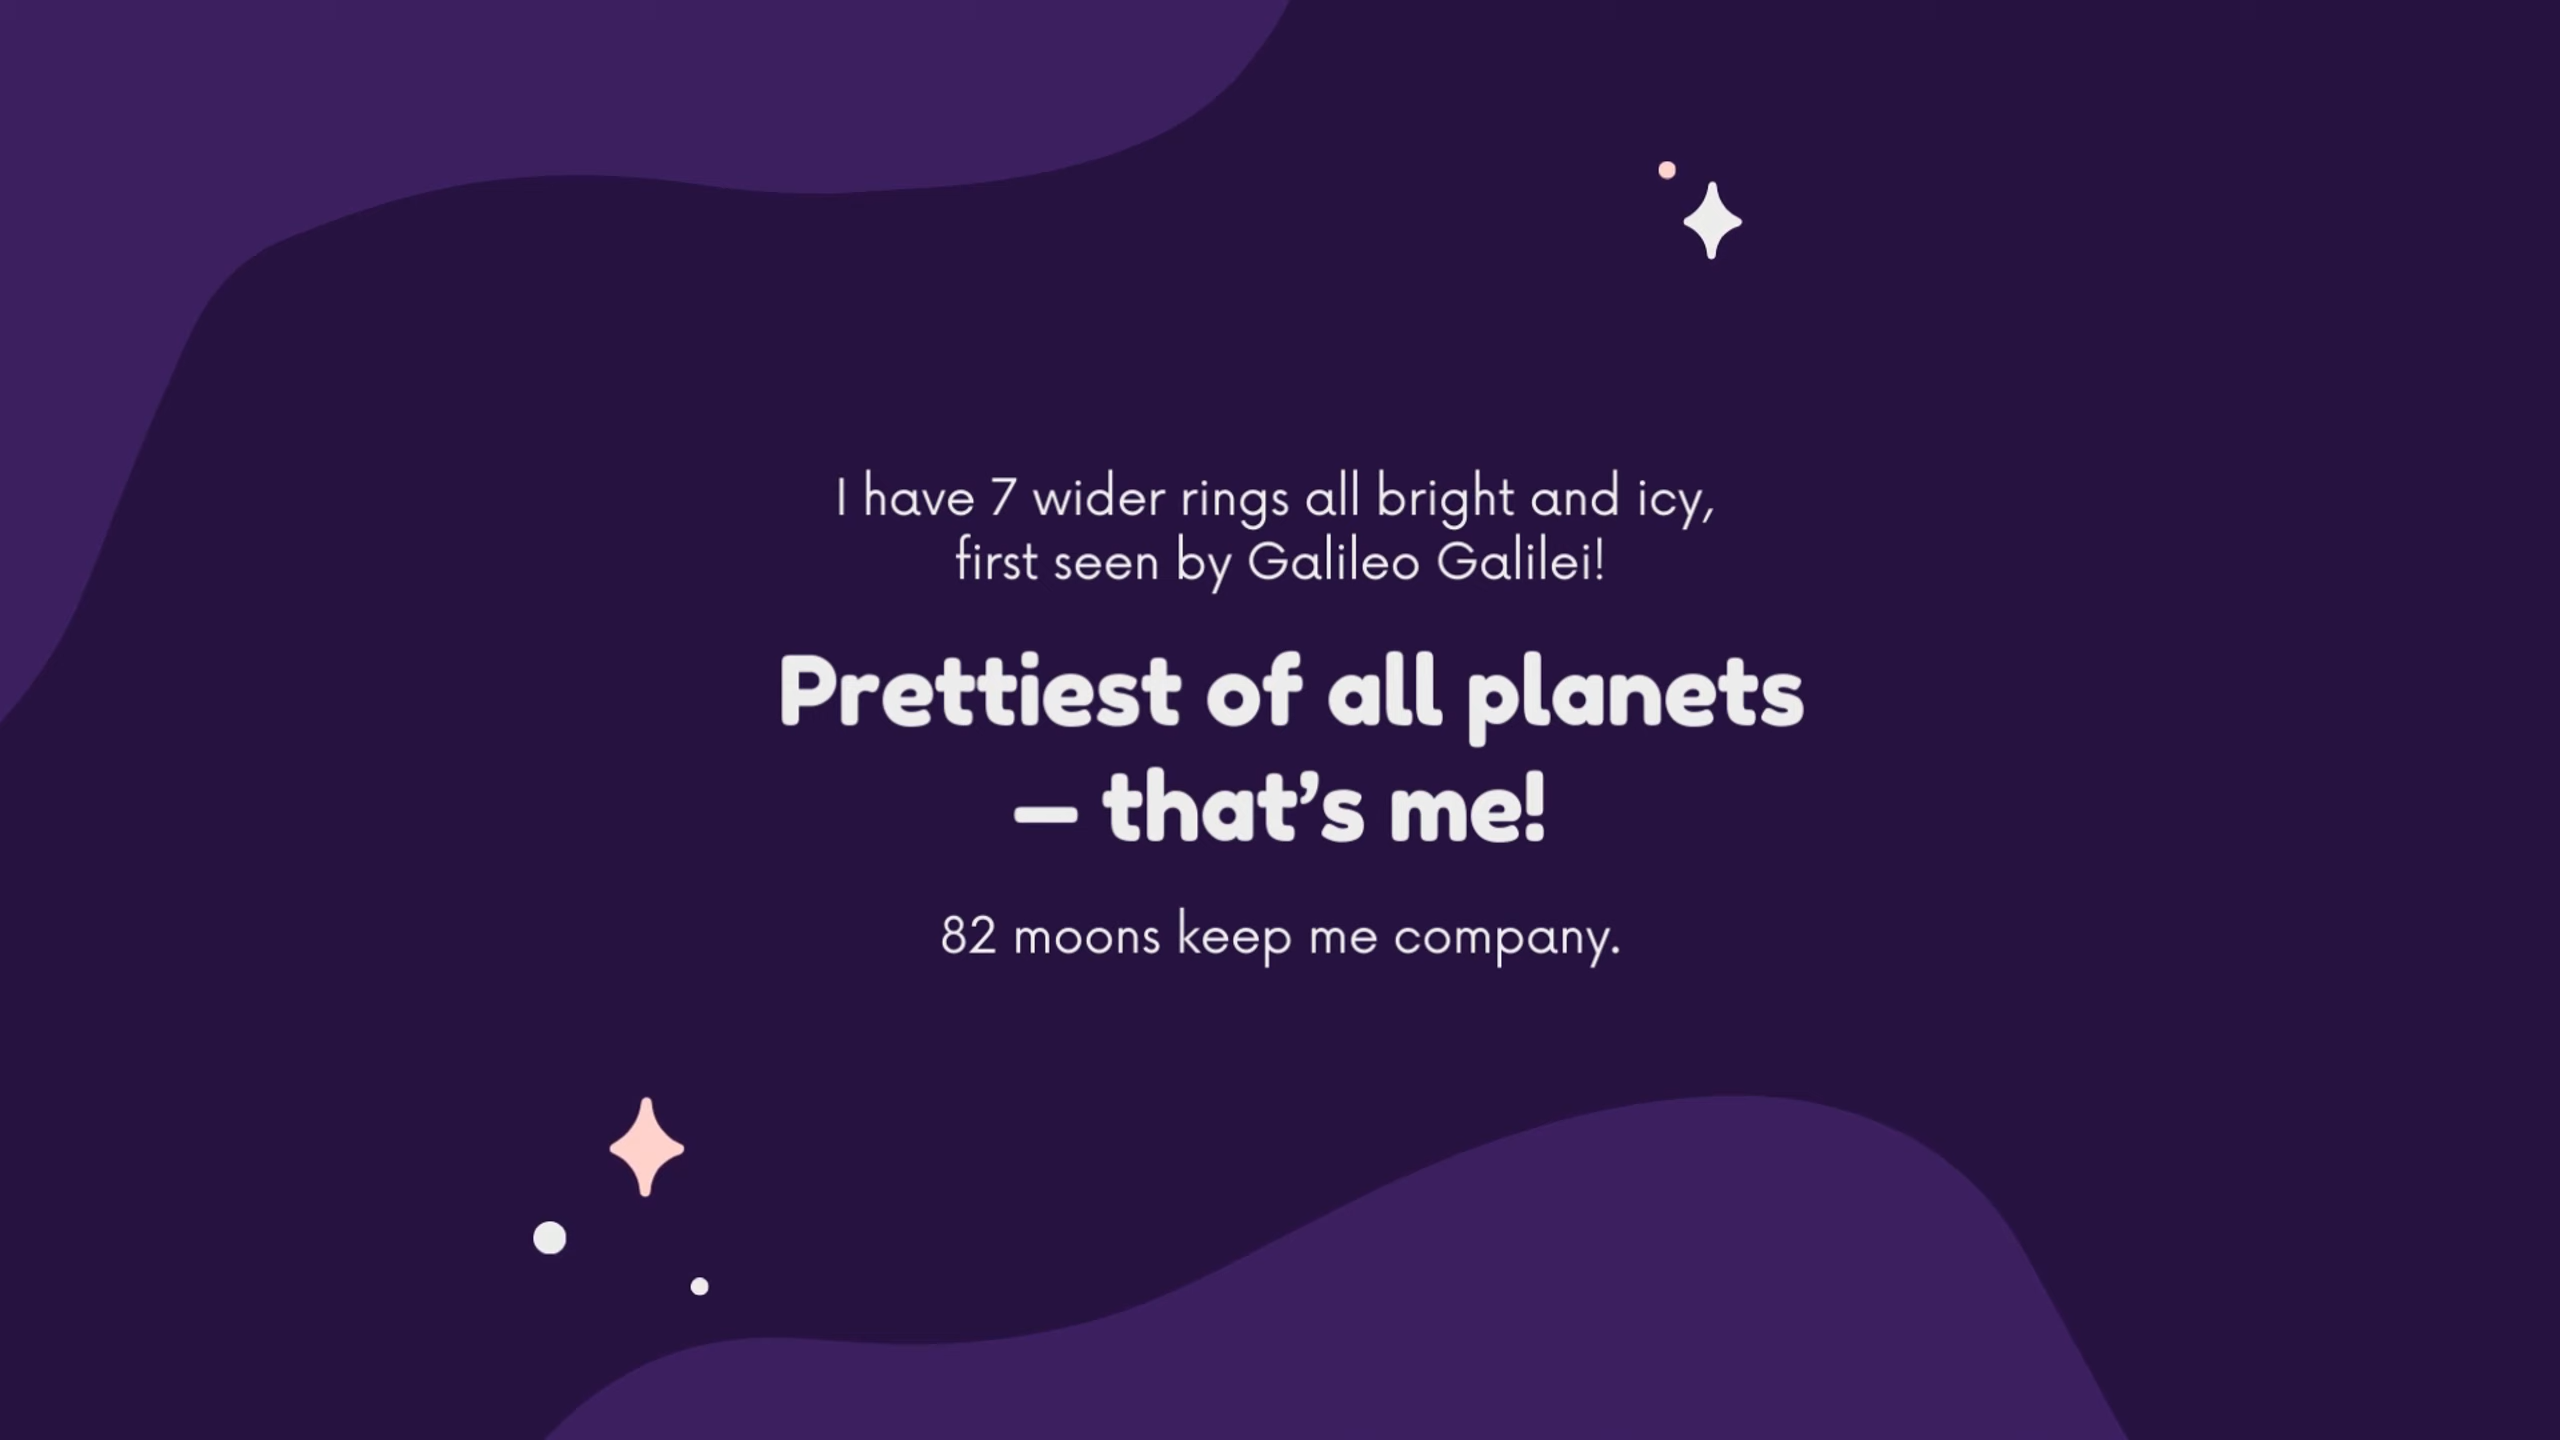 I have 7 wider rings all bright and icy,
first seen by Galileo Galilei!
Prettiest of all planets
– that’s me!
82 moons keep me company.